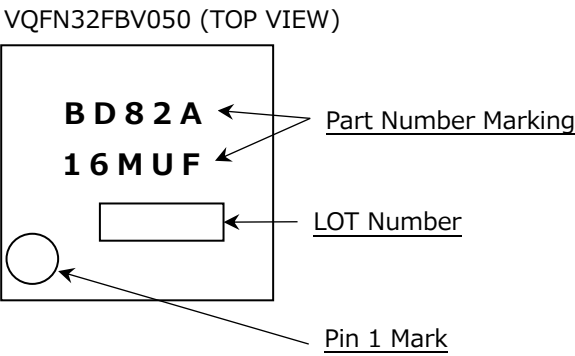 VQFN32FBV050 (TOP VIEW)
BD82A
Part Number Marking
16MUF
LOT Number
Pin 1 Mark